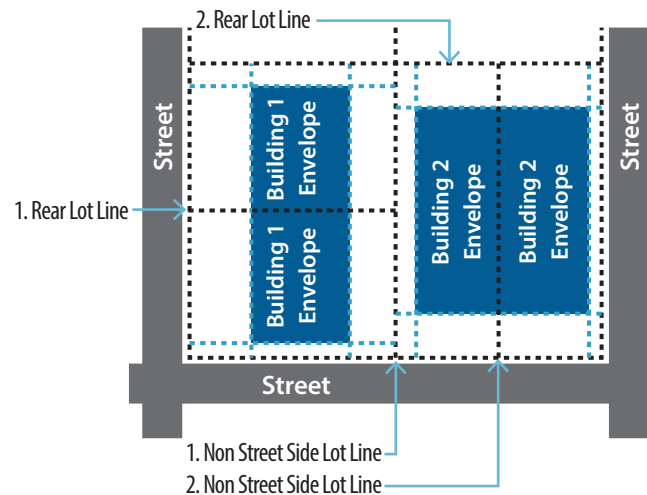 2. Rear Lot Line
Street
Building 1
Envelope
Building 2
Envelope
Building 2
Envelope
Street
1. Rear Lot Line
Building 1
Envelope
Street
1. Non Street Side Lot Line
2. Non Street Side Lot Line